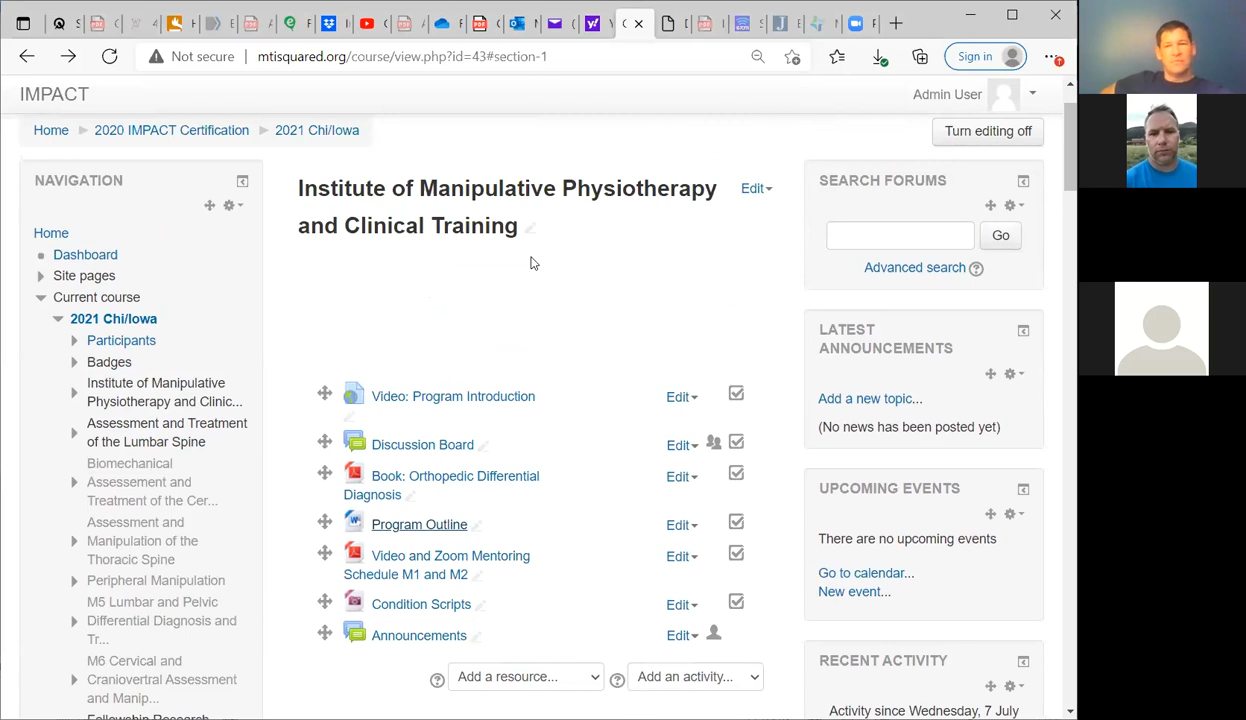 Not secure
mtisquared.org/course/view.php?id=43#section-1
Sign in
IMPACT
Admin User
Home
2020 IMPACT Certification
2021 Chi/Iowa
Turn editing off
NAVIGATION
Home
Dashboard
Site pages
Current course
2021 Chi/Iowa
Participants
Badges
Institute of Manipulative
Physiotherapy and Clinic...
Assessment and Treatment
of the Lumbar Spine
Biomechanical
Assessement and
Treatment of the Cer...
Assessment and
Manipulation of the
Thoracic Spine
Peripheral Manipulation
M5 Lumbar and Pelvic
Differential Diagnosis and
Tr...
M6 Cervical and
Craniovertral Assessment
and Manip...
Fellowship Research
Institute of Manipulative Physiotherapy
and Clinical Training
Edit
Video: Program Introduction
Edit
Discussion Board
Edit
Book: Orthopedic Differential
Diagnosis
Edit
Program Outline
Edit
Video and Zoom Mentoring
Schedule M1 and M2
Edit
Condition Scripts
Edit
Announcements
Edit
Add a resource...
Add an activity...
SEARCH FORUMS
Go
Advanced search
LATEST
ANNOUNCEMENTS
Add a new topic...
(No news has been posted yet)
UPCOMING EVENTS
There are no upcoming events
Go to calendar...
New event...
RECENT ACTIVITY
Activity since Wednesday, 7 July